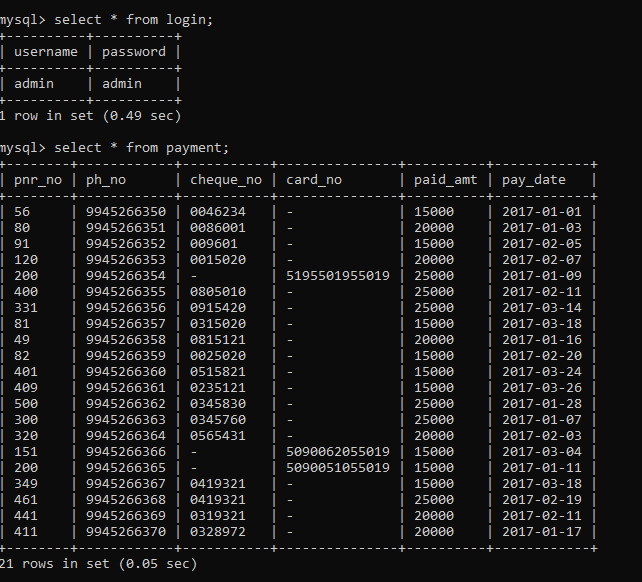 mysql> select * from login;
+----------+----------+
| username | password |
+----------+----------+
| admin    | admin    |
+----------+----------+
1 row in set (0.49 sec)

mysql> select * from payment;
+--------+------------+-----------+---------------+----------+------------+
| pnr_no | ph_no      | cheque_no | card_no       | paid_amt | pay_date   |
+--------+------------+-----------+---------------+----------+------------+
| 56     | 9945266350 | 0046234   | -             | 15000    | 2017-01-01 |
| 80     | 9945266351 | 0086001   | -             | 20000    | 2017-01-03 |
| 91     | 9945266352 | 009601    | -             | 15000    | 2017-02-05 |
| 120    | 9945266353 | 0015020   | -             | 20000    | 2017-02-07 |
| 200    | 9945266354 | -         | 5195501955019 | 25000    | 2017-01-09 |
| 400    | 9945266355 | 0805010   | -             | 25000    | 2017-02-11 |
| 331    | 9945266356 | 0915420   | -             | 25000    | 2017-03-14 |
| 81     | 9945266357 | 0315020   | -             | 15000    | 2017-03-18 |
| 49     | 9945266358 | 0815121   | -             | 20000    | 2017-01-16 |
| 82     | 9945266359 | 0025020   | -             | 15000    | 2017-02-20 |
| 401    | 9945266360 | 0515821   | -             | 15000    | 2017-03-24 |
| 409    | 9945266361 | 0235121   | -             | 15000    | 2017-03-26 |
| 500    | 9945266362 | 0345830   | -             | 25000    | 2017-01-28 |
| 300    | 9945266363 | 0345760   | -             | 25000    | 2017-01-07 |
| 320    | 9945266364 | 0565431   | -             | 20000    | 2017-02-03 |
| 151    | 9945266366 | -         | 5090062055019 | 15000    | 2017-03-04 |
| 200    | 9945266365 | -         | 5090051055019 | 15000    | 2017-01-11 |
| 349    | 9945266367 | 0419321   | -             | 15000    | 2017-03-18 |
| 461    | 9945266368 | 0419321   | -             | 25000    | 2017-02-19 |
| 441    | 9945266369 | 0319321   | -             | 20000    | 2017-02-11 |
| 411    | 9945266370 | 0328972   | -             | 20000    | 2017-01-17 |
+--------+------------+-----------+---------------+----------+------------+
21 rows in set (0.05 sec)